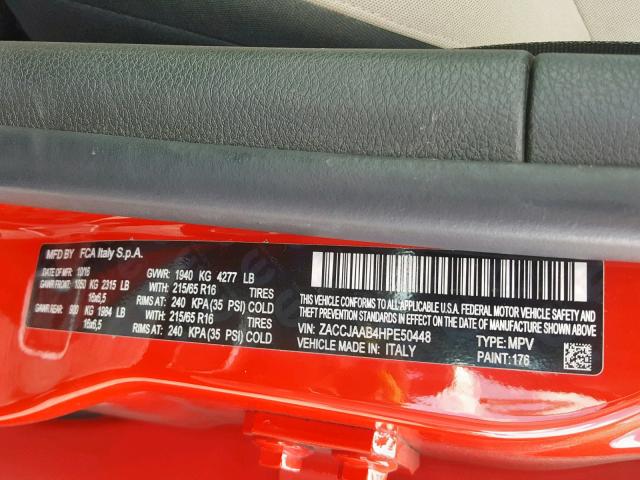 MFD BY FCA Italy S.p.A.
DATE OF MFR 10/16 GVWR: 1940 KG 4277 LB
GAWR FRONT: 1050 KG 2315 LB WITH: 215/65 R16 TIRES
16x6,5 RIMS AT: 240 KPA (35 PSI) COLD
GAWR REAR: 900 KG 1984 LB WITH: 215/65 R16 TIRES
16x6,5 RIMS AT: 240 KPA (35 PSI) COLD
THIS VEHICLE CONFORMS TO ALL APPLICABLE U.S.A. FEDERAL MOTOR VEHICLE SAFETY AND
THEFT PREVENTION STANDARDS IN EFFECT ON THE DATE OF MANUFACTURE SHOWN ABOVE
VIN: ZACCJAAB4HPE50448 TYPE: MPV
VEHICLE MADE IN: ITALY PAINT: 176